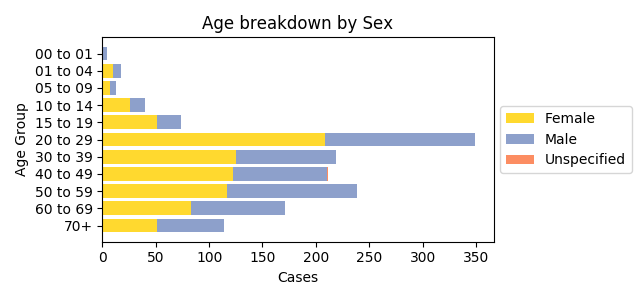 Age breakdown by Sex
Age Group
00 to 01
01 to 04
05 to 09
10 to 14
15 to 19
20 to 29
30 to 39
40 to 49
50 to 59
60 to 69
70+
0 50 100 150 200 250 300 350
Cases
Female
Male
Unspecified